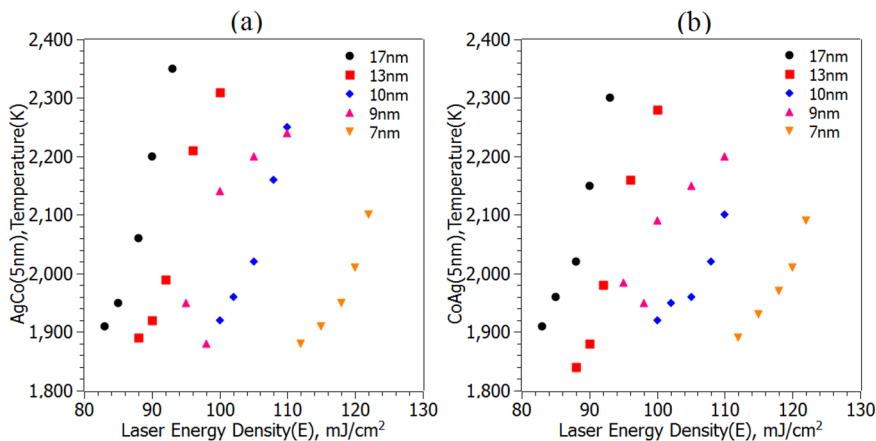 (a)
2,400
2,300
2,200
2,100
2,000
1,900
1,800
AgCo(5nm),Temperature(K)
17nm
13nm
10nm
9nm
7nm
80 90 100 110 120 130
Laser Energy Density(E), mJ/cm²
(b)
2,400
2,300
2,200
2,100
2,000
1,900
1.800
CoAg(5nm),Temperature(K)
17nm
13nm
10nm
9nm
7nm
80 90 100 110 120 130
Laser Energy Density(E), mJ/cm²